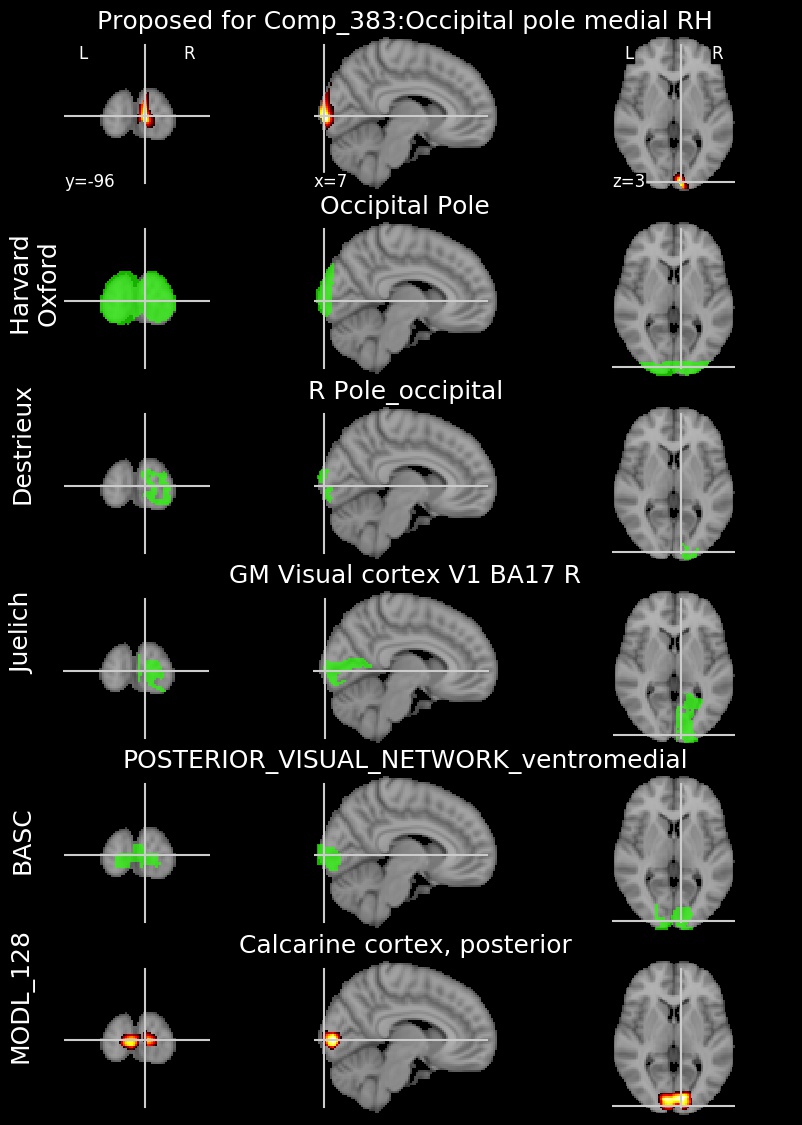 Proposed for Comp_383:Occipital pole medial RH
L R
L R
y=-96
x=7
z=3
Occipital Pole
Harvard
Oxford
R Pole_occipital
Destrieux
GM Visual cortex V1 BA17 R
Juelich
POSTERIOR_VISUAL_NETWORK_ventromedial
BASC
Calcarine cortex, posterior
MODL_128